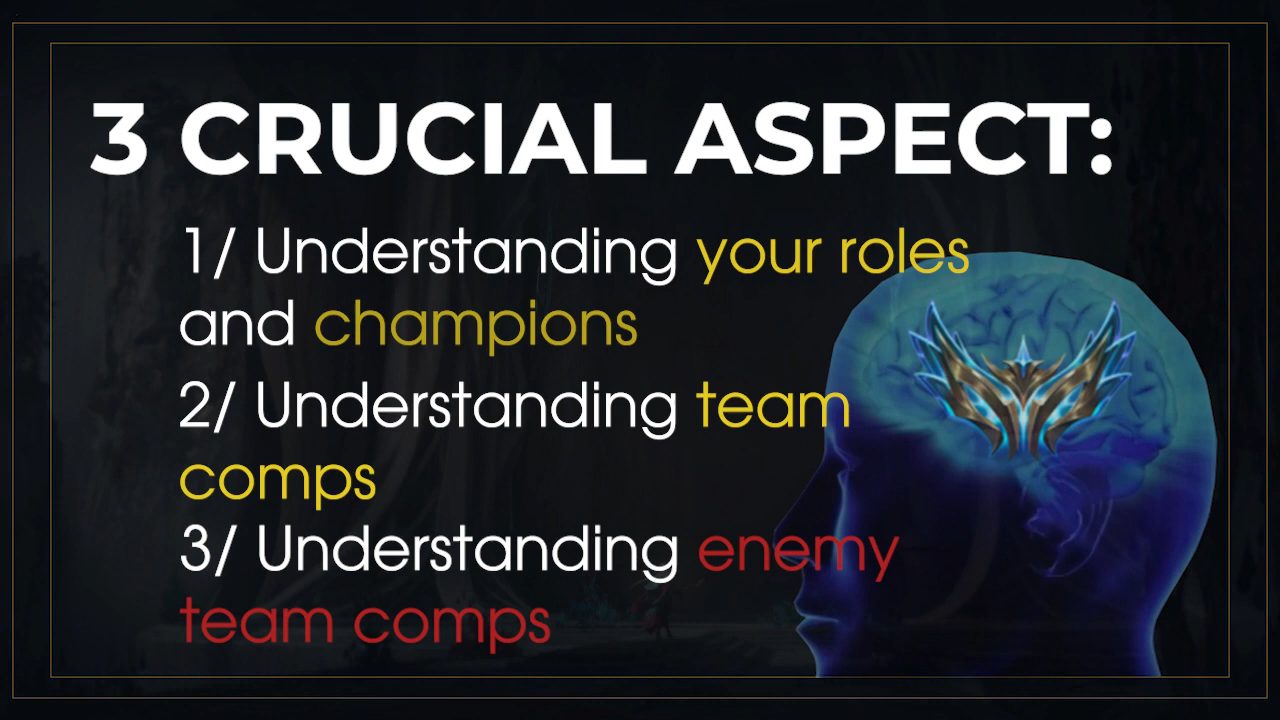 3 CRUCIAL ASPECT:
1/ Understanding your roles
and champions
2/ Understanding team
comps
3/ Understanding enemy
team comps